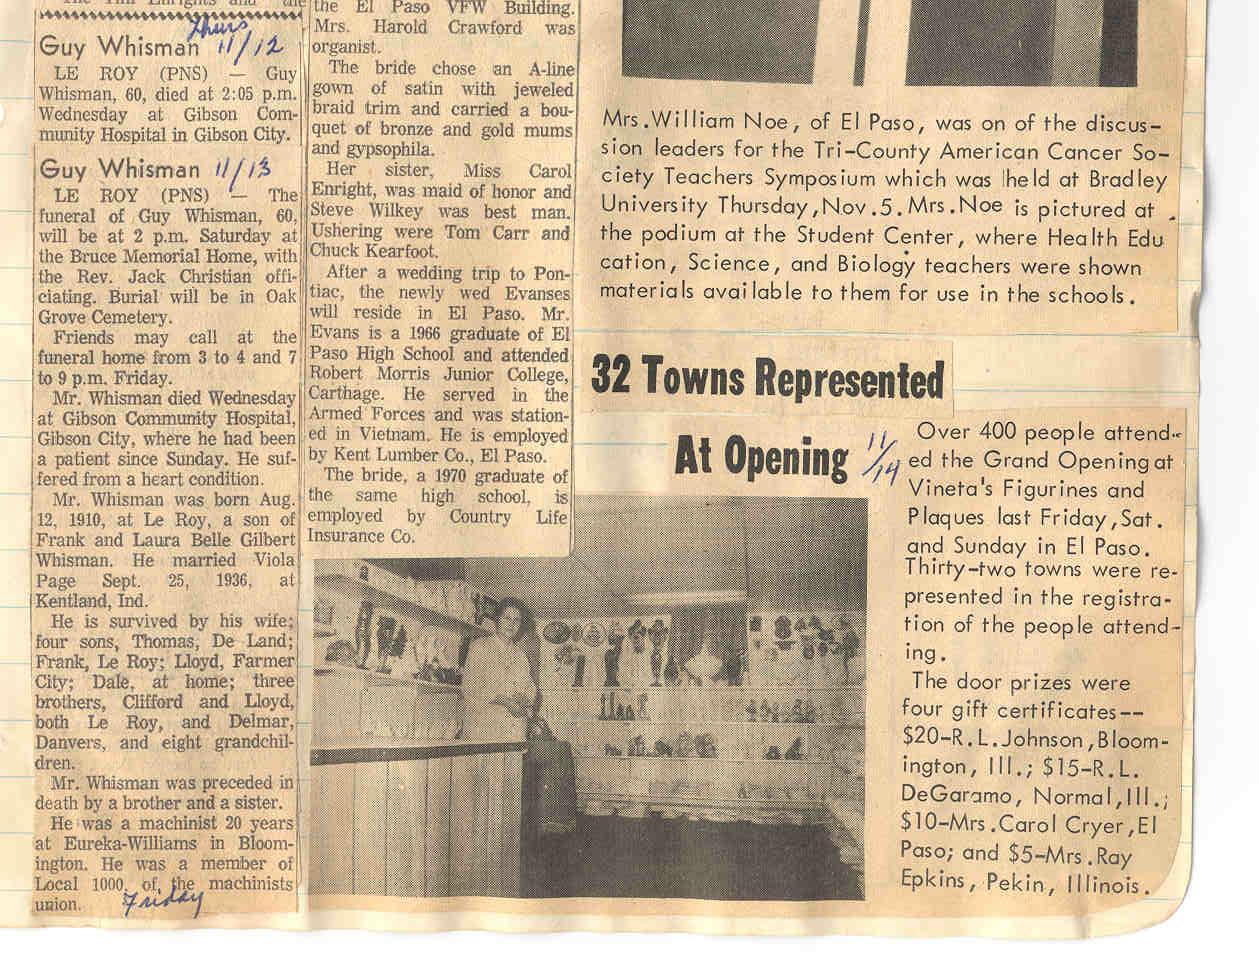 Guy Whisman
Thurs
11/12
LE ROY (PNS) — Guy
Whisman, 60, died at 2:05 p.m.
Wednesday at Gibson Com-
munity Hospital in Gibson City.
Guy Whisman 11/13
LE ROY (PNS) — The
funeral of Guy Whisman, 60,
will be at 2 p.m. Saturday at
the Bruce Memorial Home, with
the Rev. Jack Christian offi-
ciating. Burial will be in Oak
Grove Cemetery.
Friends may call at the
funeral home from 3 to 4 and 7
to 9 p.m. Friday.
Mr. Whisman died Wednesday
at Gibson Community Hospital,
Gibson City, where he had been
a patient since Sunday. He suf-
fered from a heart condition.
Mr. Whisman was born Aug.
12, 1910, at Le Roy, a son of
Frank and Laura Belle Gilbert
Whisman. He married Viola
Page Sept. 25, 1936, at
Kentland, Ind.
He is survived by his wife;
four sons, Thomas, De Land;
Frank, Le Roy; Lloyd, Farmer
City; Dale, at home; three
brothers, Clifford and Lloyd,
both Le Roy, and Delmar,
Danvers, and eight grandchil-
dren.
Mr. Whisman was preceded in
death by a brother and a sister.
He was a machinist 20 years
at Eureka-Williams in Bloom-
ington. He was a member of
Local 1000, of the machinists
union.
Friday
the El Paso VFW Building.
Mrs. Harold Crawford was
organist.
The bride chose an A-line
gown of satin with jeweled
braid trim and carried a bou-
quet of bronze and gold mums
and gypsophila.
Her sister, Miss Carol
Enright, was maid of honor and
Steve Wilkey was best man.
Ushering were Tom Carr and
Chuck Kearfoot.
After a wedding trip to Pon-
tiac, the newly wed Evanses
will reside in El Paso. Mr.
Evans is a 1966 graduate of El
Paso High School and attended
Robert Morris Junior College,
Carthage. He served in the
Armed Forces and was station-
ed in Vietnam. He is employed
by Kent Lumber Co., El Paso.
The bride, a 1970 graduate of
the same high school, is
employed by Country Life
Insurance Co.
Mrs.William Noe, of El Paso, was on of the discus-
sion leaders for the Tri-County American Cancer So-
ciety Teachers Symposium which was held at Bradley
University Thursday,Nov.5. Mrs.Noe is pictured at
the podium at the Student Center, where Health Edu
cation, Science, and Biology teachers were shown
materials available to them for use in the schools.
32 Towns Represented
At Opening
11/14
Over 400 people attend-
ed the Grand Opening at
Vineta's Figurines and
Plaques last Friday,Sat.
and Sunday in El Paso.
Thirty-two towns were re-
presented in the registra-
tion of the people attend-
ing.
The door prizes were
four gift certificates--
$20-R.L.Johnson,Bloom-
ington, Ill.; $15-R.L.
DeGaramo, Normal,Ill.;
$10-Mrs.Carol Cryer,El
Paso; and $5-Mrs.Ray
Epkins, Pekin, Illinois.